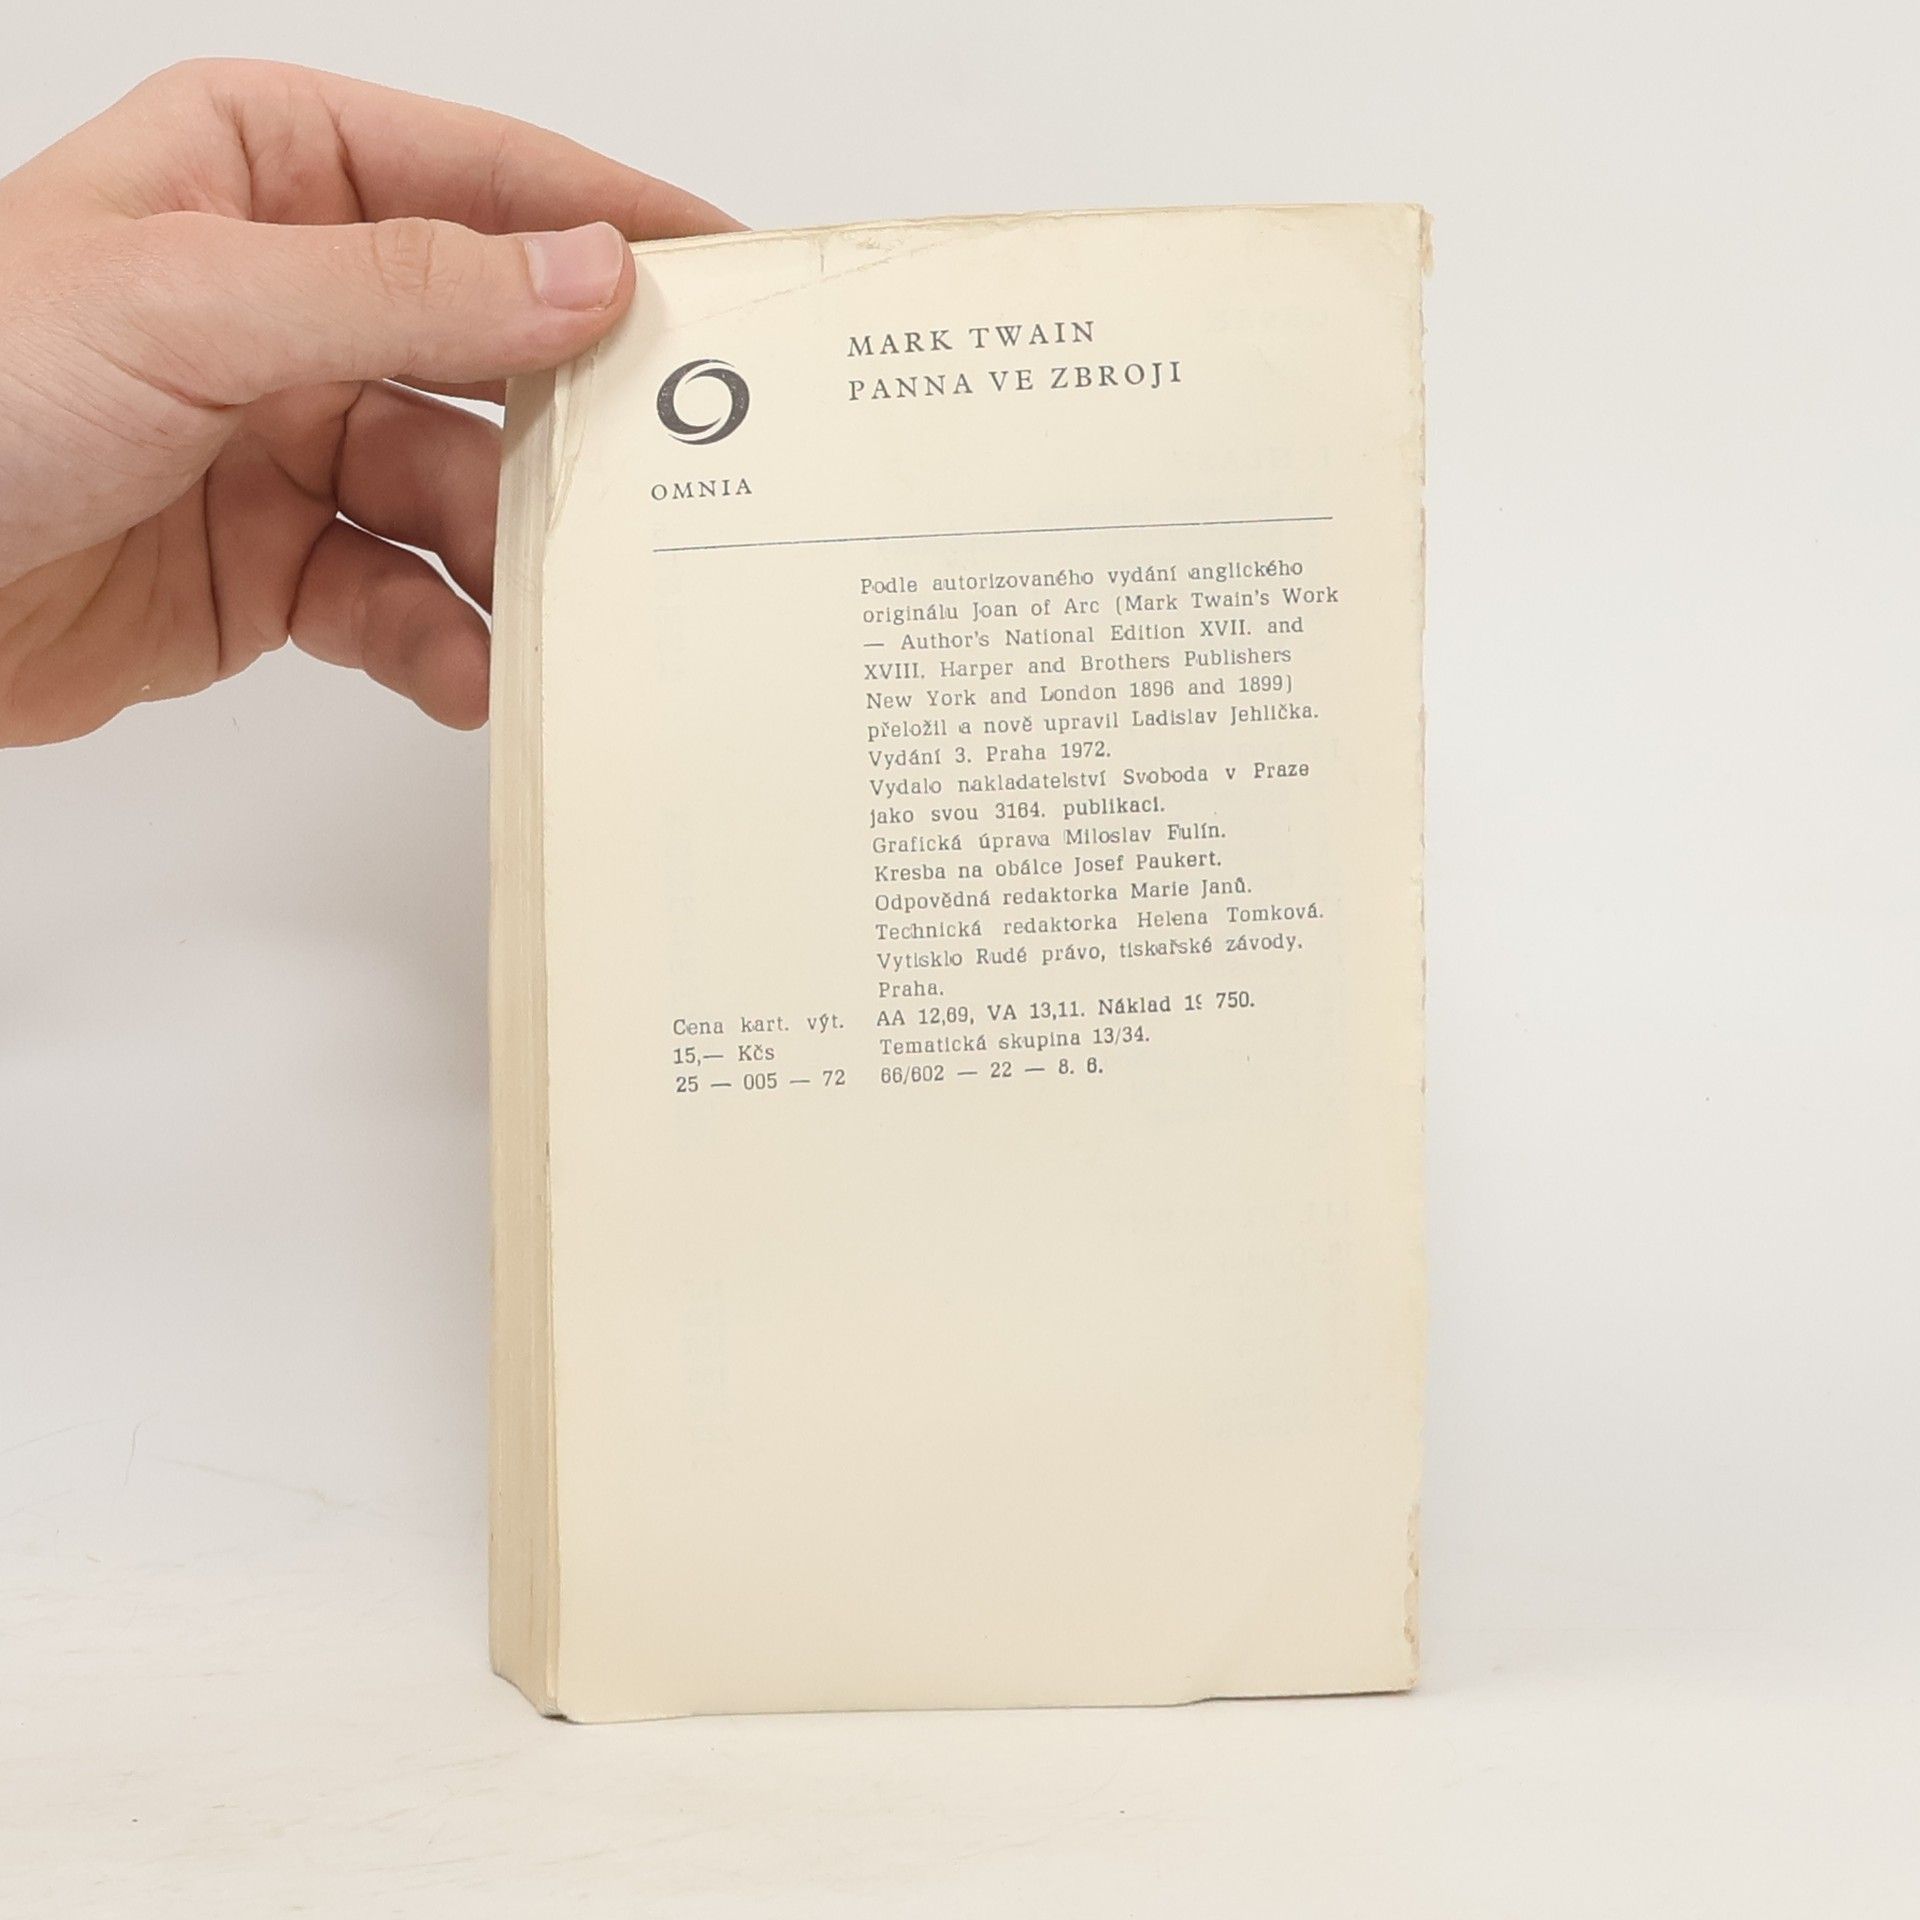 MARK TWAIN
PANNA VE ZBROJI
OMNIA
Podle autorizovaného vydání anglického
originálu Joan of Arc (Mark Twain's Work
— Author's National Edition XVII. and
XVIII, Harper and Brothers Publishers
New York and London 1896 and 1899)
přeložil a nově upravil Ladislav Jehlička.
Vydání 3. Praha 1972.
Vydalo nakladatelství Svoboda v Praze
jako svou 3164. publikaci.
Grafická úprava Miloslav Fulín.
Kresba na obálce Josef Paukert.
Odpovědná redaktorka Marie Janů.
Technická redaktorka Helena Tomková.
Vytisklo Rudé právo, tiskařské závody,
Praha.
Cena kart. výt. AA 12,69, VA 13,11. Náklad 750.
15,— Kčs Tematická skupina 13/34.
25 — 005 — 72 66/602 — 22 — 8. 6.